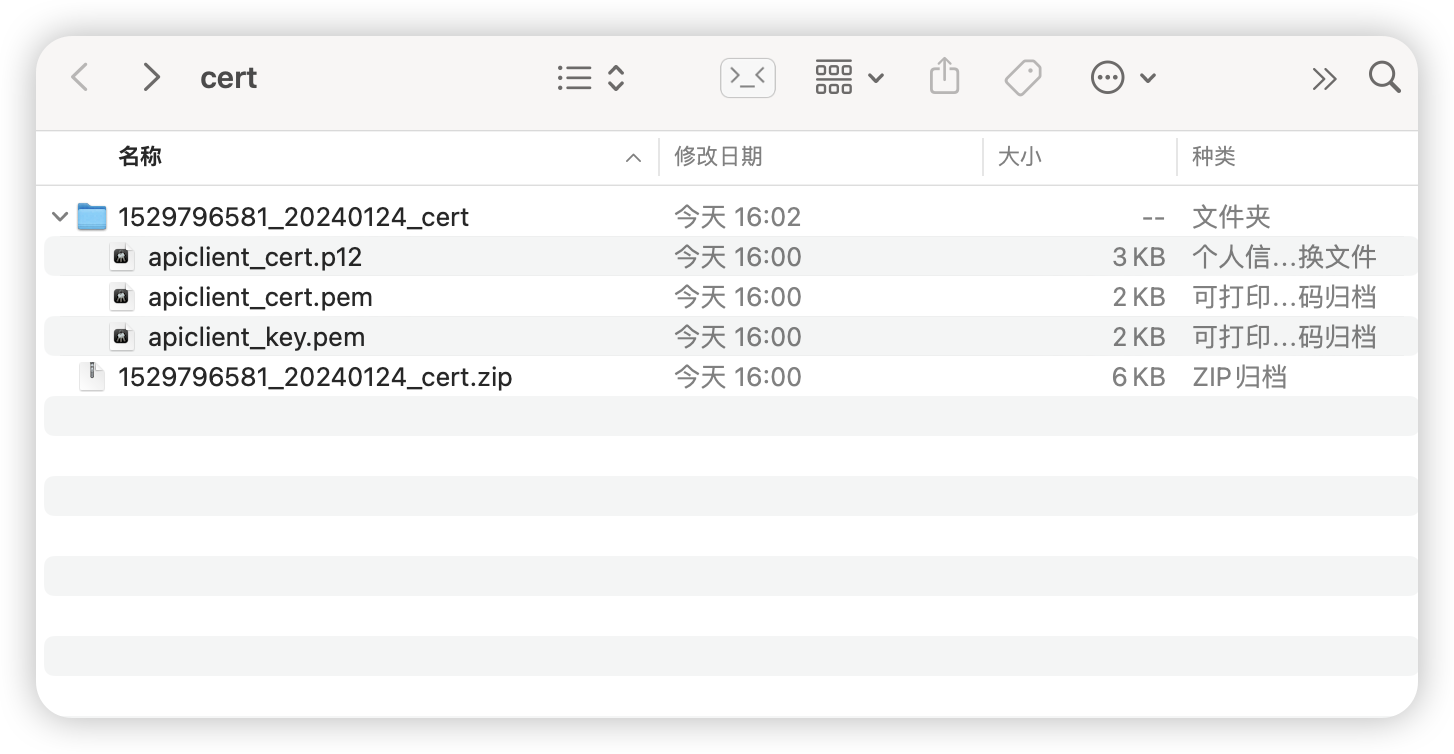 cert
名称 修改日期 大小 种类
1529796581_20240124_cert 今天 16:02 -- 文件夹
apiclient_cert.p12 今天 16:00 3 KB 个人信…换文件
apiclient_cert.pem 今天 16:00 2 KB 可打印…码归档
apiclient_key.pem 今天 16:00 2 KB 可打印…码归档
1529796581_20240124_cert.zip 今天 16:00 6 KB ZIP归档